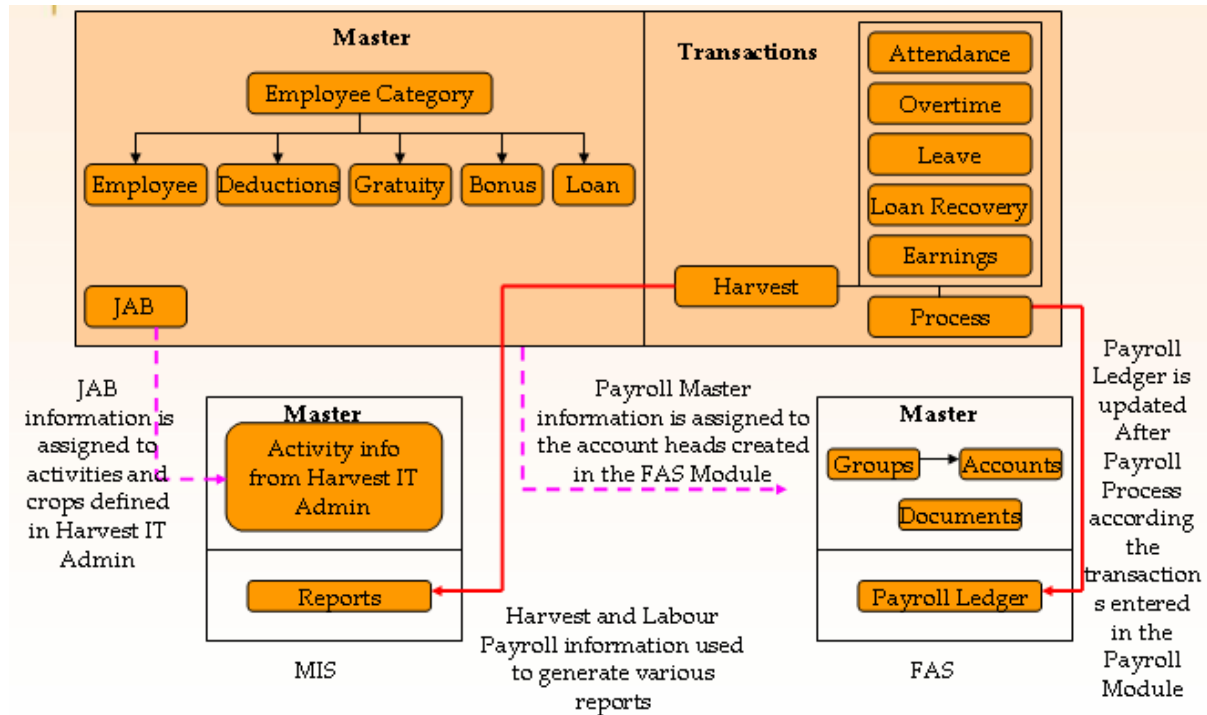 Master
Employee Category
Employee
Deductions
Gratuity
Bonus
Loan
JAB
Transactions
Attendance
Overtime
Leave
Loan Recovery
Earnings
Harvest
Process
JAB
information is
assigned to
activities and
crops defined
in Harvest IT
Admin
Master
Activity info
from Harvest IT
Admin
Reports
MIS
Payroll Master
information is assigned to
the account heads created
in the FAS Module
Harvest and Labour
Payroll information used
to generate various
reports
Master
Groups
Accounts
Documents
Payroll Ledger
FAS
Payroll
Ledger is
updated
After
Payroll
Process
according
the
transaction
s entered
in the
Payroll
Module